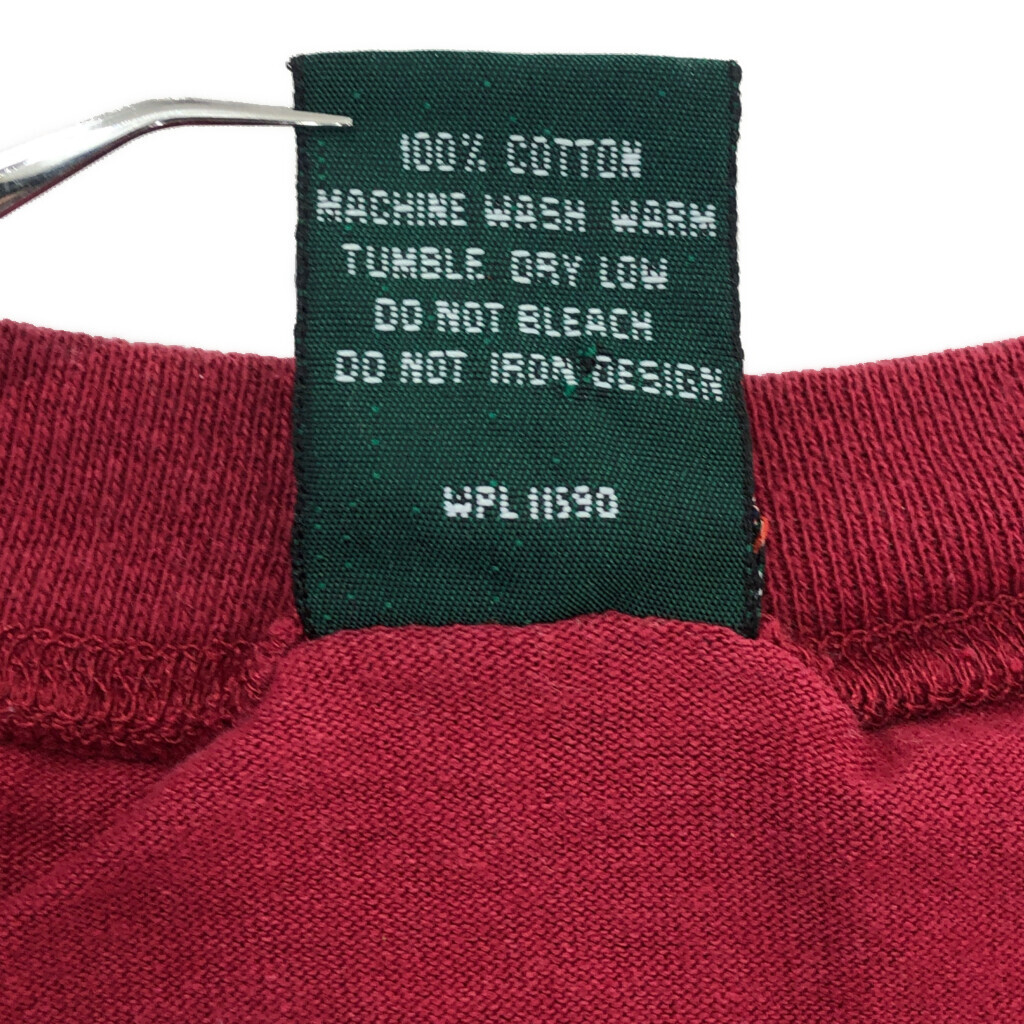 100% COTTON
MACHINE WASH WARM
TUMBLE DRY LOW
DO NOT BLEACH
DO NOT IRON DESIGN
WPL 11590